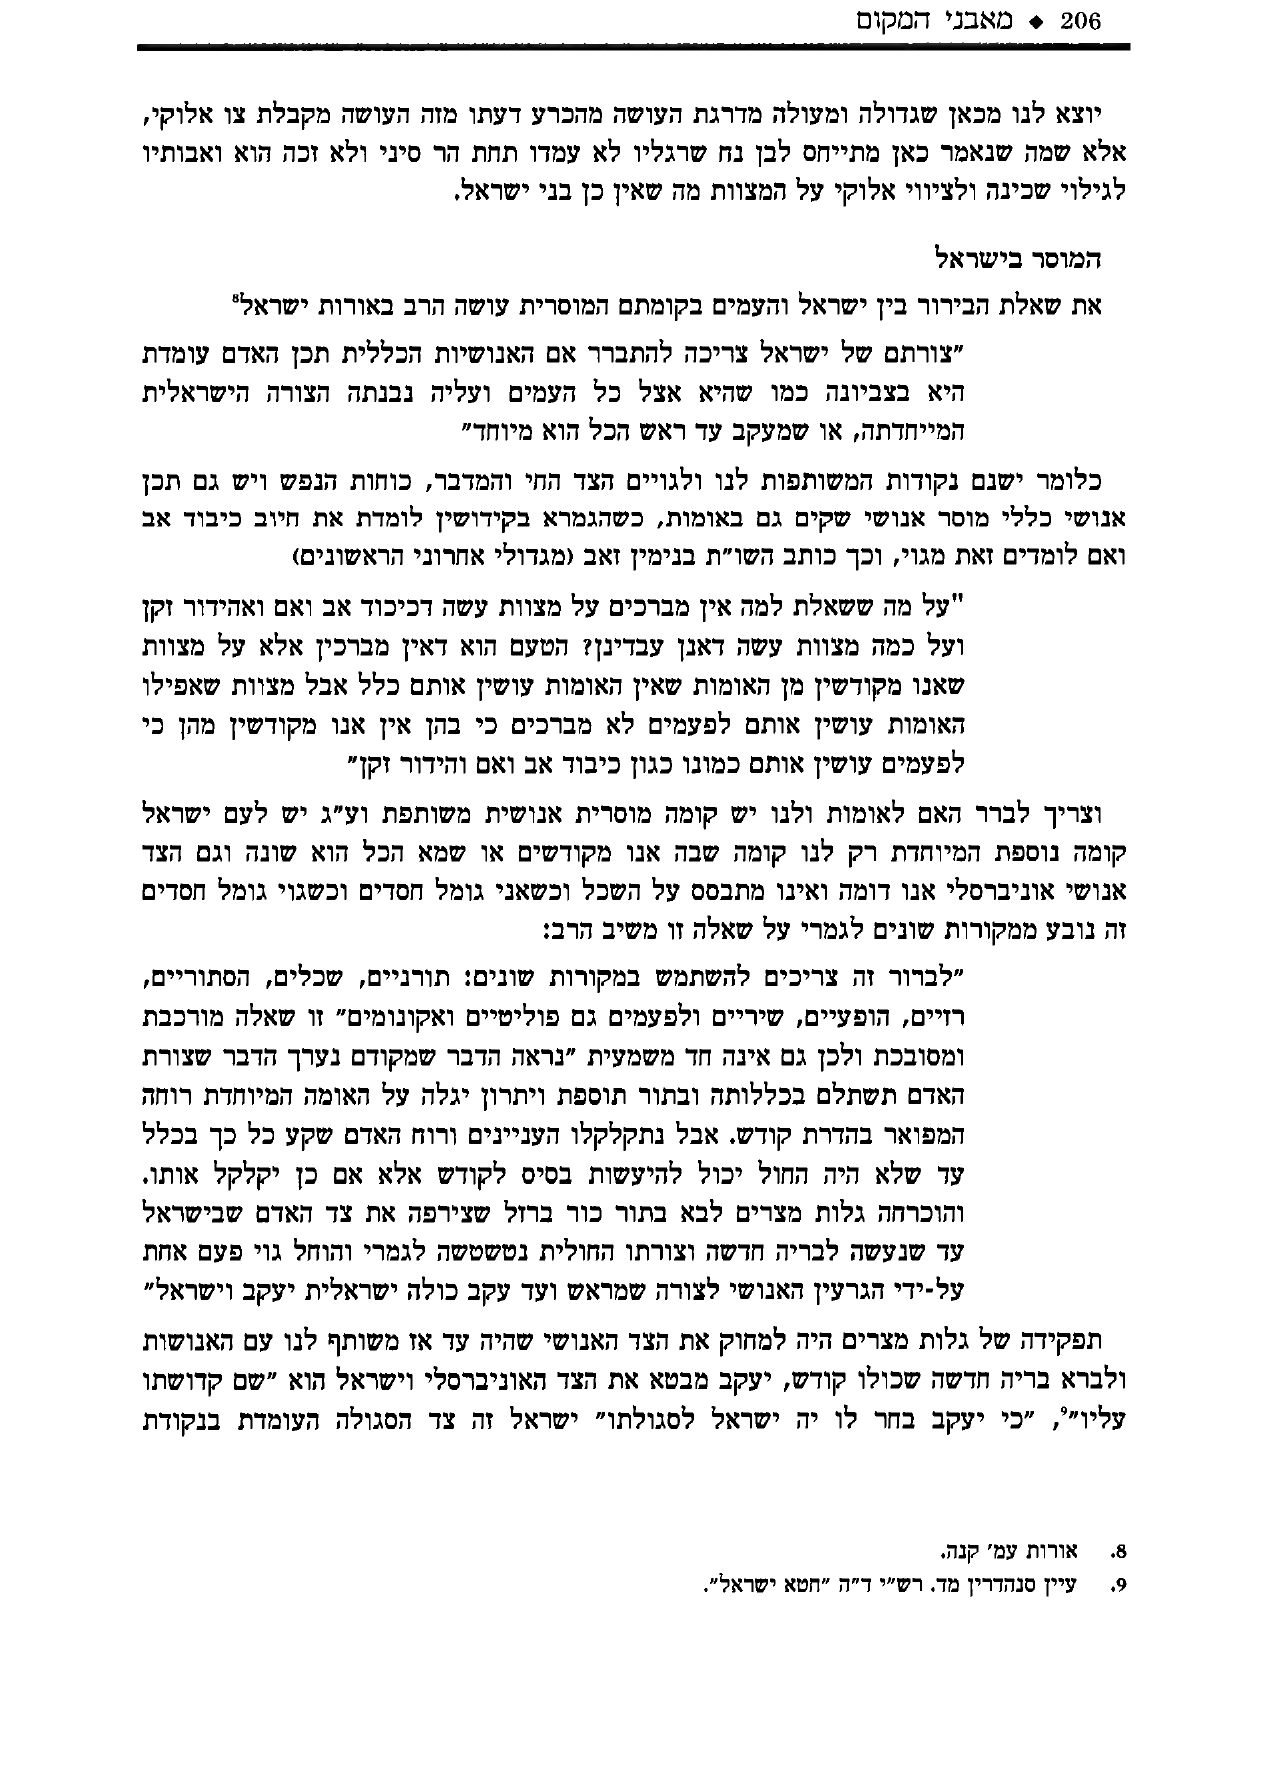 206 ◆ מאבני המקום
יוצא לנו מכאן שגדולה ומעולה מדרגת העושה מהכרע דעתו מזה העושה מקבלת צו אלוקי,
אלא שמה שנאמר כאן מתייחס לבן נח שרגליו לא עמדו תחת הר סיני ולא זכה הוא ואבותיו
לגילוי שכינה ולציווי אלוקי על המצוות מה שאין כן בני ישראל.
המוסר בישראל
את שאלת הבירור בין ישראל והעמים בקומתם המוסרית עושה הרב באורות ישראל⁸
״צורתם של ישראל צריכה להתברר אם האנושיות הכללית תכן האדם עומדת
היא בצביונה כמו שהיא אצל כל העמים ועליה נבנתה הצורה הישראלית
המייחדתה, או שמעקב עד ראש הכל הוא מיוחד״
כלומר ישנם נקודות המשותפות לנו ולגויים הצד החי והמדבר, כוחות הנפש ויש גם תכן
אנושי כללי מוסר אנושי שקים גם באומות, כשהגמרא בקידושין לומדת את חיוב כיבוד אב
ואם לומדים זאת מגוי, וכך כותב השו״ת בנימין זאב (מגדולי אחרוני הראשונים)
"על מה ששאלת למה אין מברכים על מצוות עשה דכיכוד אב ואם ואהידור זקן
ועל כמה מצוות עשה דאנן עבדינן? הטעם הוא דאין מברכין אלא על מצוות
שאנו מקודשין מן האומות שאין האומות עושין אותם כלל אבל מצוות שאפילו
האומות עושין אותם לפעמים לא מברכים כי בהן אין אנו מקודשין מהן כי
לפעמים עושין אותם כמונו כגון כיבוד אב ואם והידור זקן״
וצריך לברר האם לאומות ולנו יש קומה מוסרית אנושית משותפת וע״ג יש לעם ישראל
קומה נוספת המיוחדת רק לנו קומה שבה אנו מקודשים או שמא הכל הוא שונה וגם הצד
אנושי אוניברסלי אנו דומה ואינו מתבסס על השכל וכשאני גומל חסדים וכשגוי גומל חסדים
זה נובע ממקורות שונים לגמרי על שאלה זו משיב הרב:
״לברור זה צריכים להשתמש במקורות שונים: תורניים, שכלים, הסתוריים,
רזיים, הופעיים, שיריים ולפעמים גם פוליטיים ואקונומים״ זו שאלה מורכבת
ומסובכת ולכן גם אינה חד משמעית ״נראה הדבר שמקודם נערך הדבר שצורת
האדם תשתלם בכללותה ובתור תוספת ויתרון יגלה על האומה המיוחדת רוחה
המפואר בהדרת קודש. אבל נתקלקלו העניינים ורוח האדם שקע כל כך בכלל
עד שלא היה החול יכול להיעשות בסיס לקודש אלא אם כן יקלקל אותו.
והוכרחה גלות מצרים לבא בתור כור ברזל שצירפה את צד האדם שבישראל
עד שנעשה לבריה חדשה וצורתו החולית נטשטשה לגמרי והוחל גוי פעם אחת
על-ידי הגרעין האנושי לצורה שמראש ועד עקב כולה ישראלית יעקב וישראל״
תפקידה של גלות מצרים היה למחוק את הצד האנושי שהיה עד אז משותף לנו עם האנושות
ולברא בריה חדשה שכולו קודש, יעקב מבטא את הצד האוניברסלי וישראל הוא ״שם קדושתו
עליו״⁹, ״כי יעקב בחר לו יה ישראל לסגולתו״ ישראל זה צד הסגולה העומדת בנקודת
8. אורות עמ׳ קנה.
9. עיין סנהדרין מד. רש״י ד״ה ״חטא ישראל״.